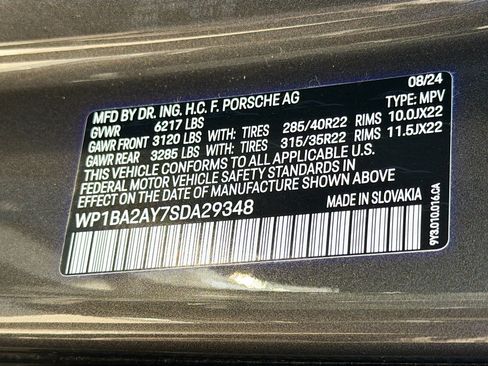 MFD BY DR. ING. H.C. F. PORSCHE AG 08/24
GVWR 6217 LBS TYPE: MPV
GAWR FRONT 3120 LBS WITH: TIRES 285/40R22 RIMS 10.0JX22
GAWR REAR 3285 LBS WITH: TIRES 315/35R22 RIMS 11.5JX22
THIS VEHICLE CONFORMS TO ALL APPLICABLE
FEDERAL MOTOR VEHICLE SAFETY STANDARDS IN
EFFECT ON THE DATE OF MANUFACTURE SHOWN ABOVE
WP1BA2AY7SDA29348 MADE IN SLOVAKIA
9Y3.010.016.CA